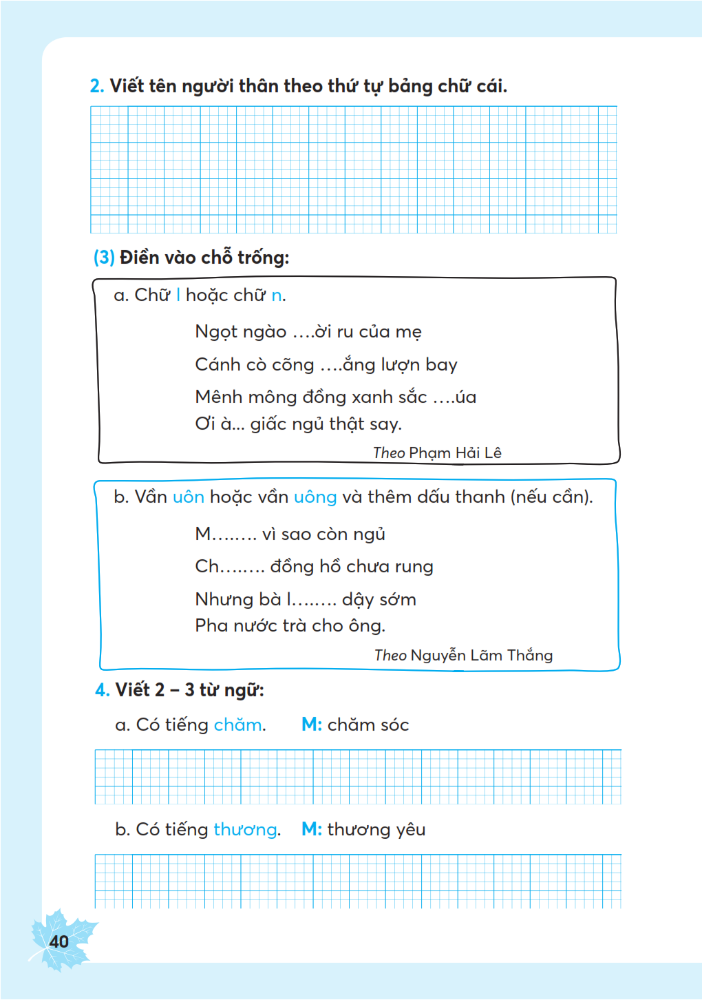 2. Viết tên người thân theo thứ tự bảng chữ cái.
(3) Điền vào chỗ trống:
a. Chữ l hoặc chữ n.
Ngọt ngào ....ời ru của mẹ
Cánh cò cõng ....ắng lượn bay
Mênh mông đồng xanh sắc ....úa
Ơi à... giấc ngủ thật say.
Theo Phạm Hải Lê
b. Vần uôn hoặc vần uông và thêm dấu thanh (nếu cần).
M........ vì sao còn ngủ
Ch........ đồng hồ chưa rung
Nhưng bà l........ dậy sớm
Pha nước trà cho ông.
Theo Nguyễn Lãm Thắng
4. Viết 2 – 3 từ ngữ:
a. Có tiếng chăm. M: chăm sóc
b. Có tiếng thương. M: thương yêu
40